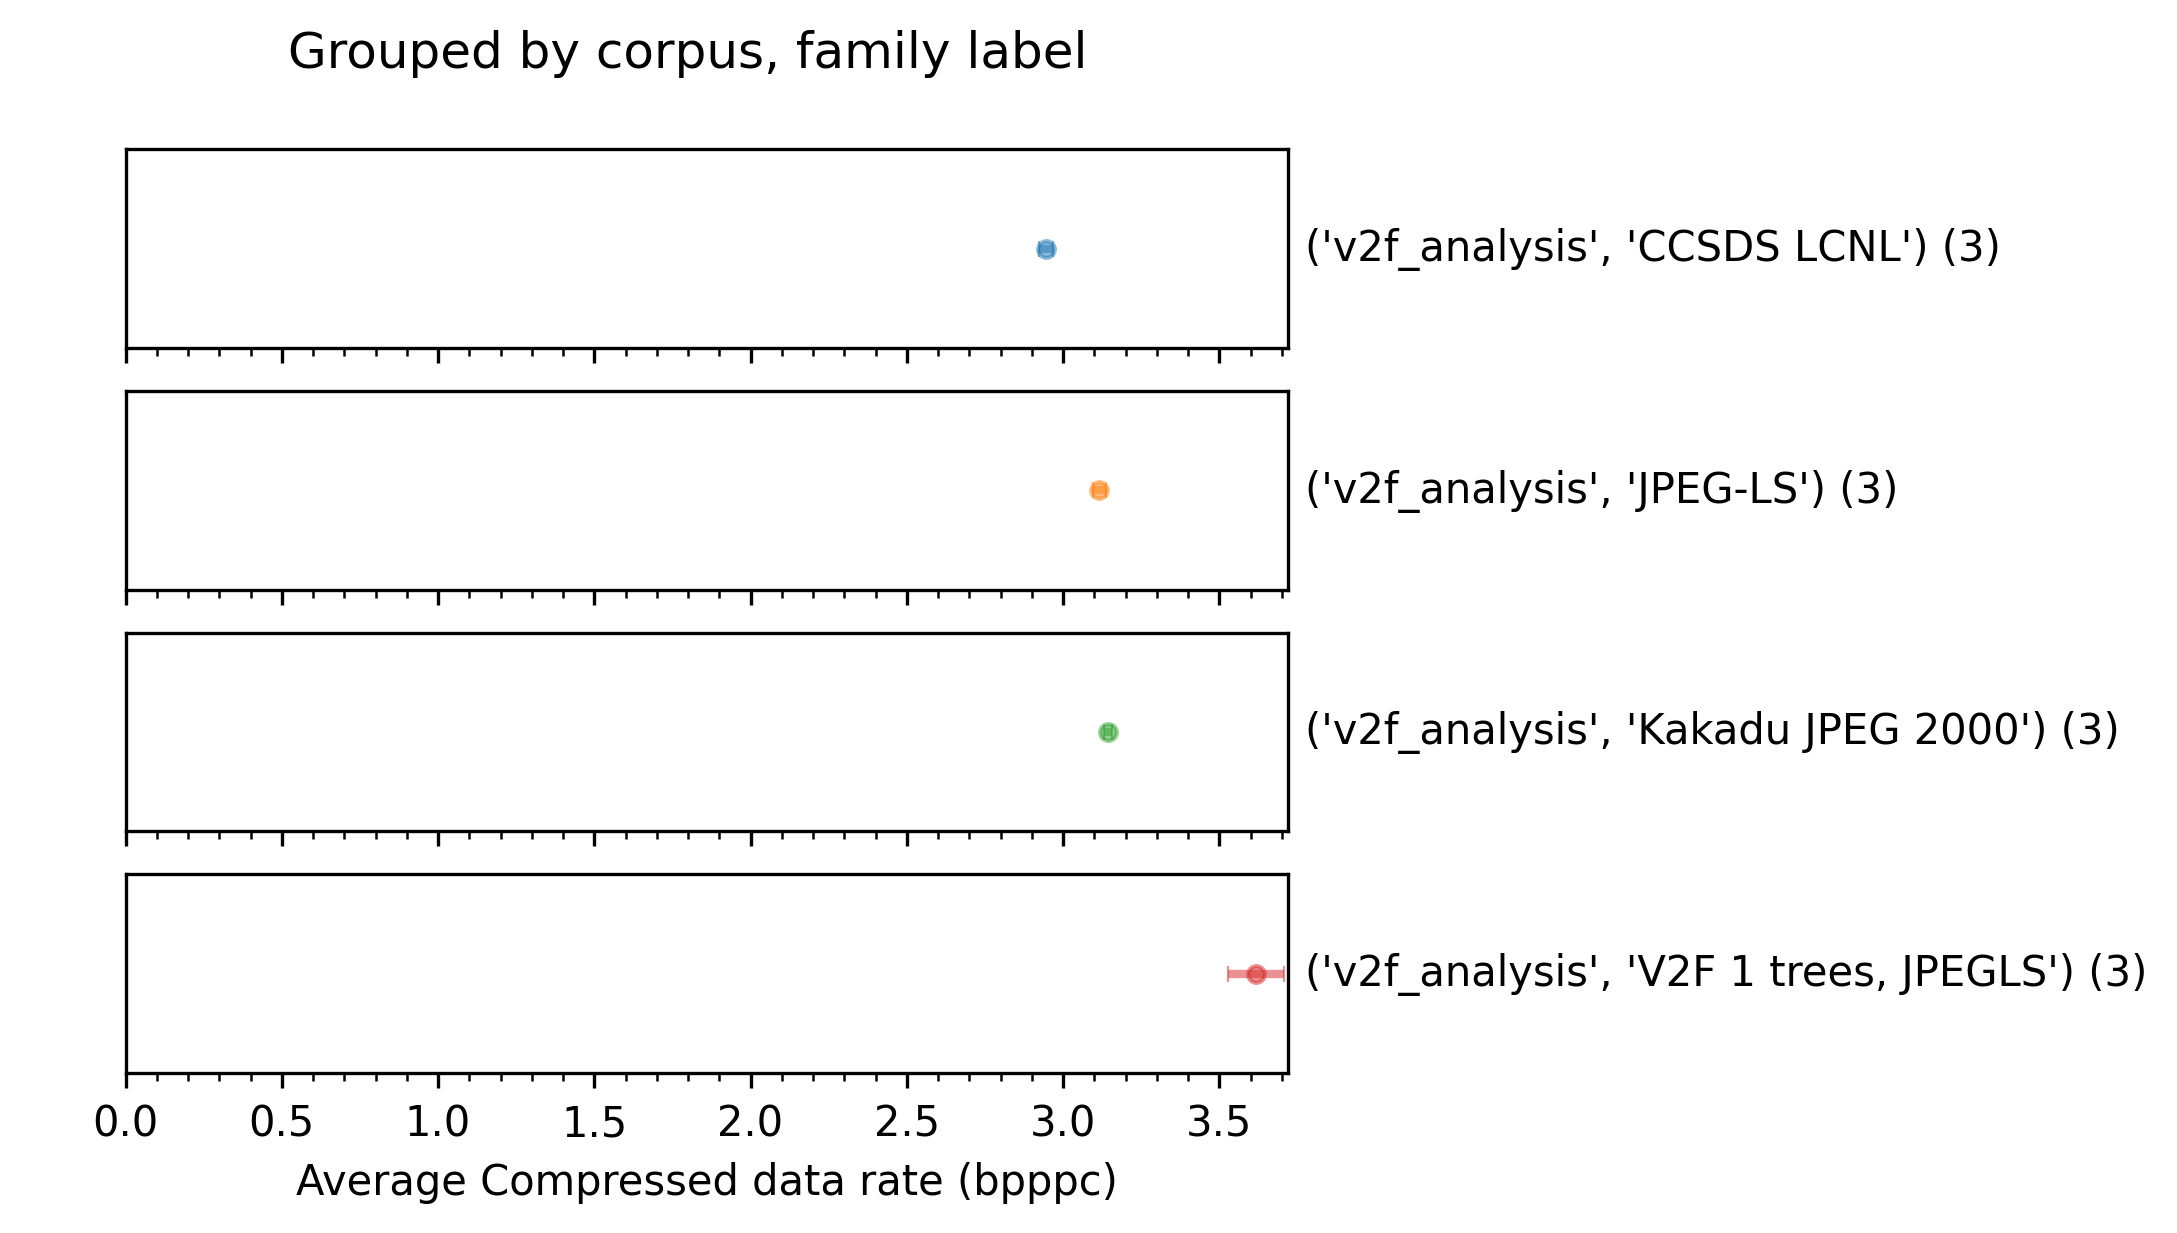 Grouped by corpus, family label
('v2f_analysis', 'CCSDS LCNL') (3)
('v2f_analysis', 'JPEG-LS') (3)
('v2f_analysis', 'Kakadu JPEG 2000') (3)
('v2f_analysis', 'V2F 1 trees, JPEGLS') (3)
0.0 0.5 1.0 1.5 2.0 2.5 3.0 3.5
Average Compressed data rate (bpppc)